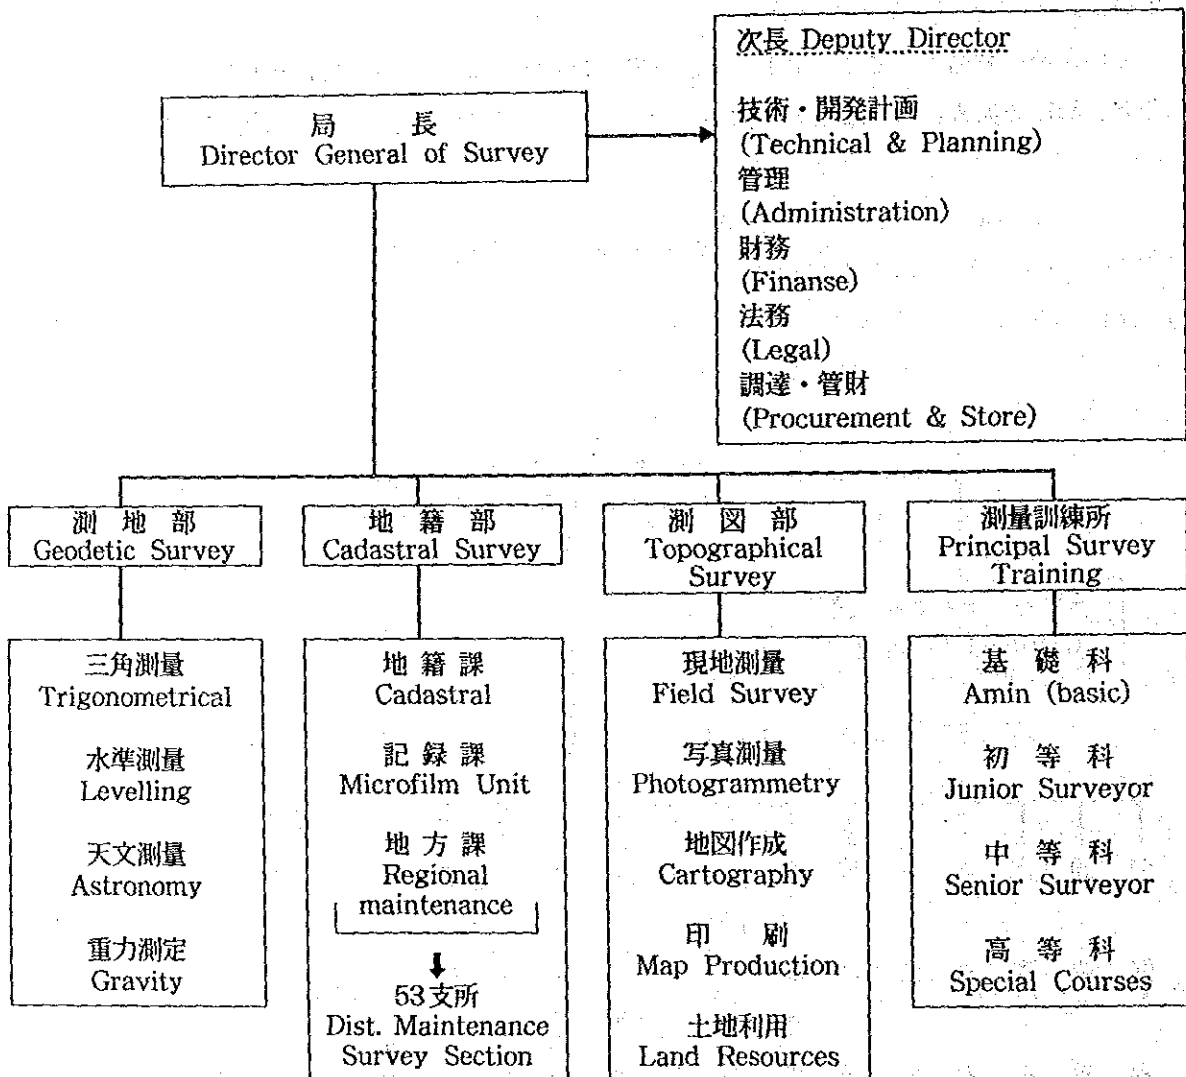 局長
Director General of Survey
次長 Deputy Director
技術・開発計画
(Technical & Planning)
管理
(Administration)
財務
(Finanse)
法務
(Legal)
調達・管財
(Procurement & Store)
測地部
Geodetic Survey
三角測量
Trigonometrical
水準測量
Levelling
天文測量
Astronomy
重力測定
Gravity
地籍部
Cadastral Survey
地籍課
Cadastral
記録課
Microfilm Unit
地方課
Regional
maintenance
53支所
Dist. Maintenance
Survey Section
測図部
Topographical
Survey
現地測量
Field Survey
写真測量
Photogrammetry
地図作成
Cartography
印刷
Map Production
土地利用
Land Resources
測量訓練所
Principal Survey
Training
基礎科
Amin (basic)
初等科
Junior Surveyor
中等科
Senior Surveyor
高等科
Special Courses